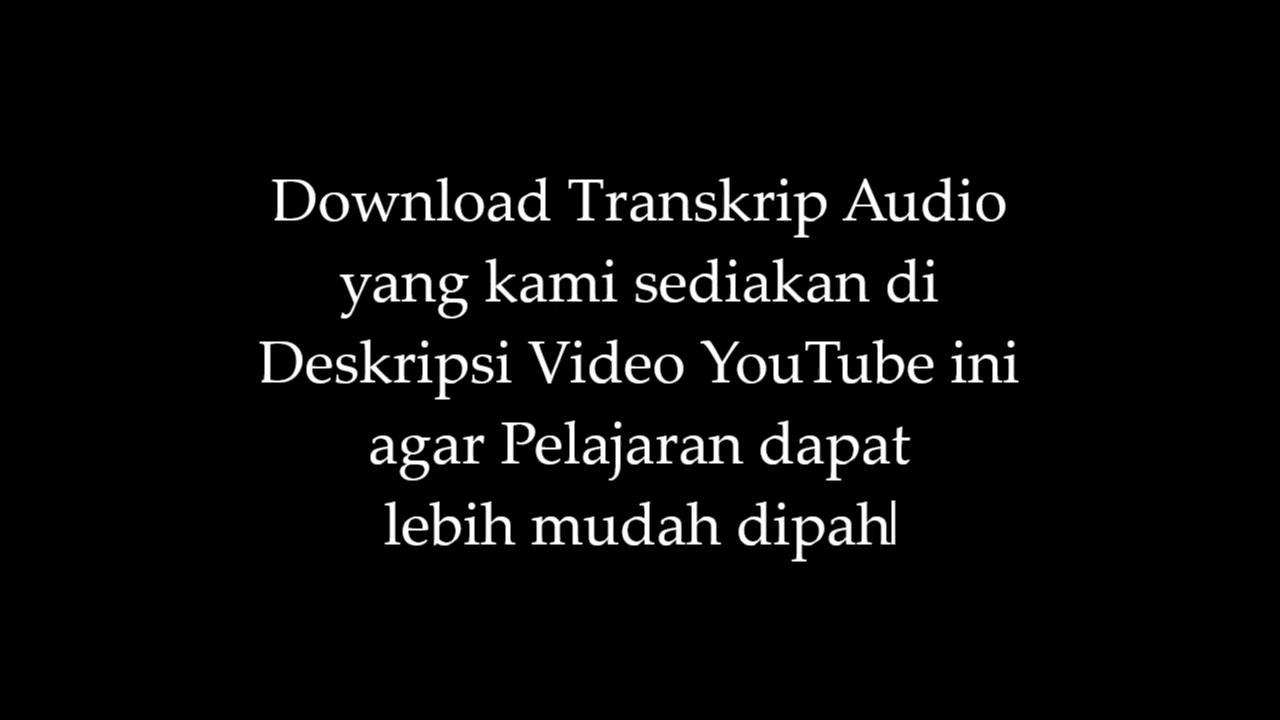 Download Transkrip Audio
yang kami sediakan di
Deskripsi Video YouTube ini
agar Pelajaran dapat
lebih mudah dipah